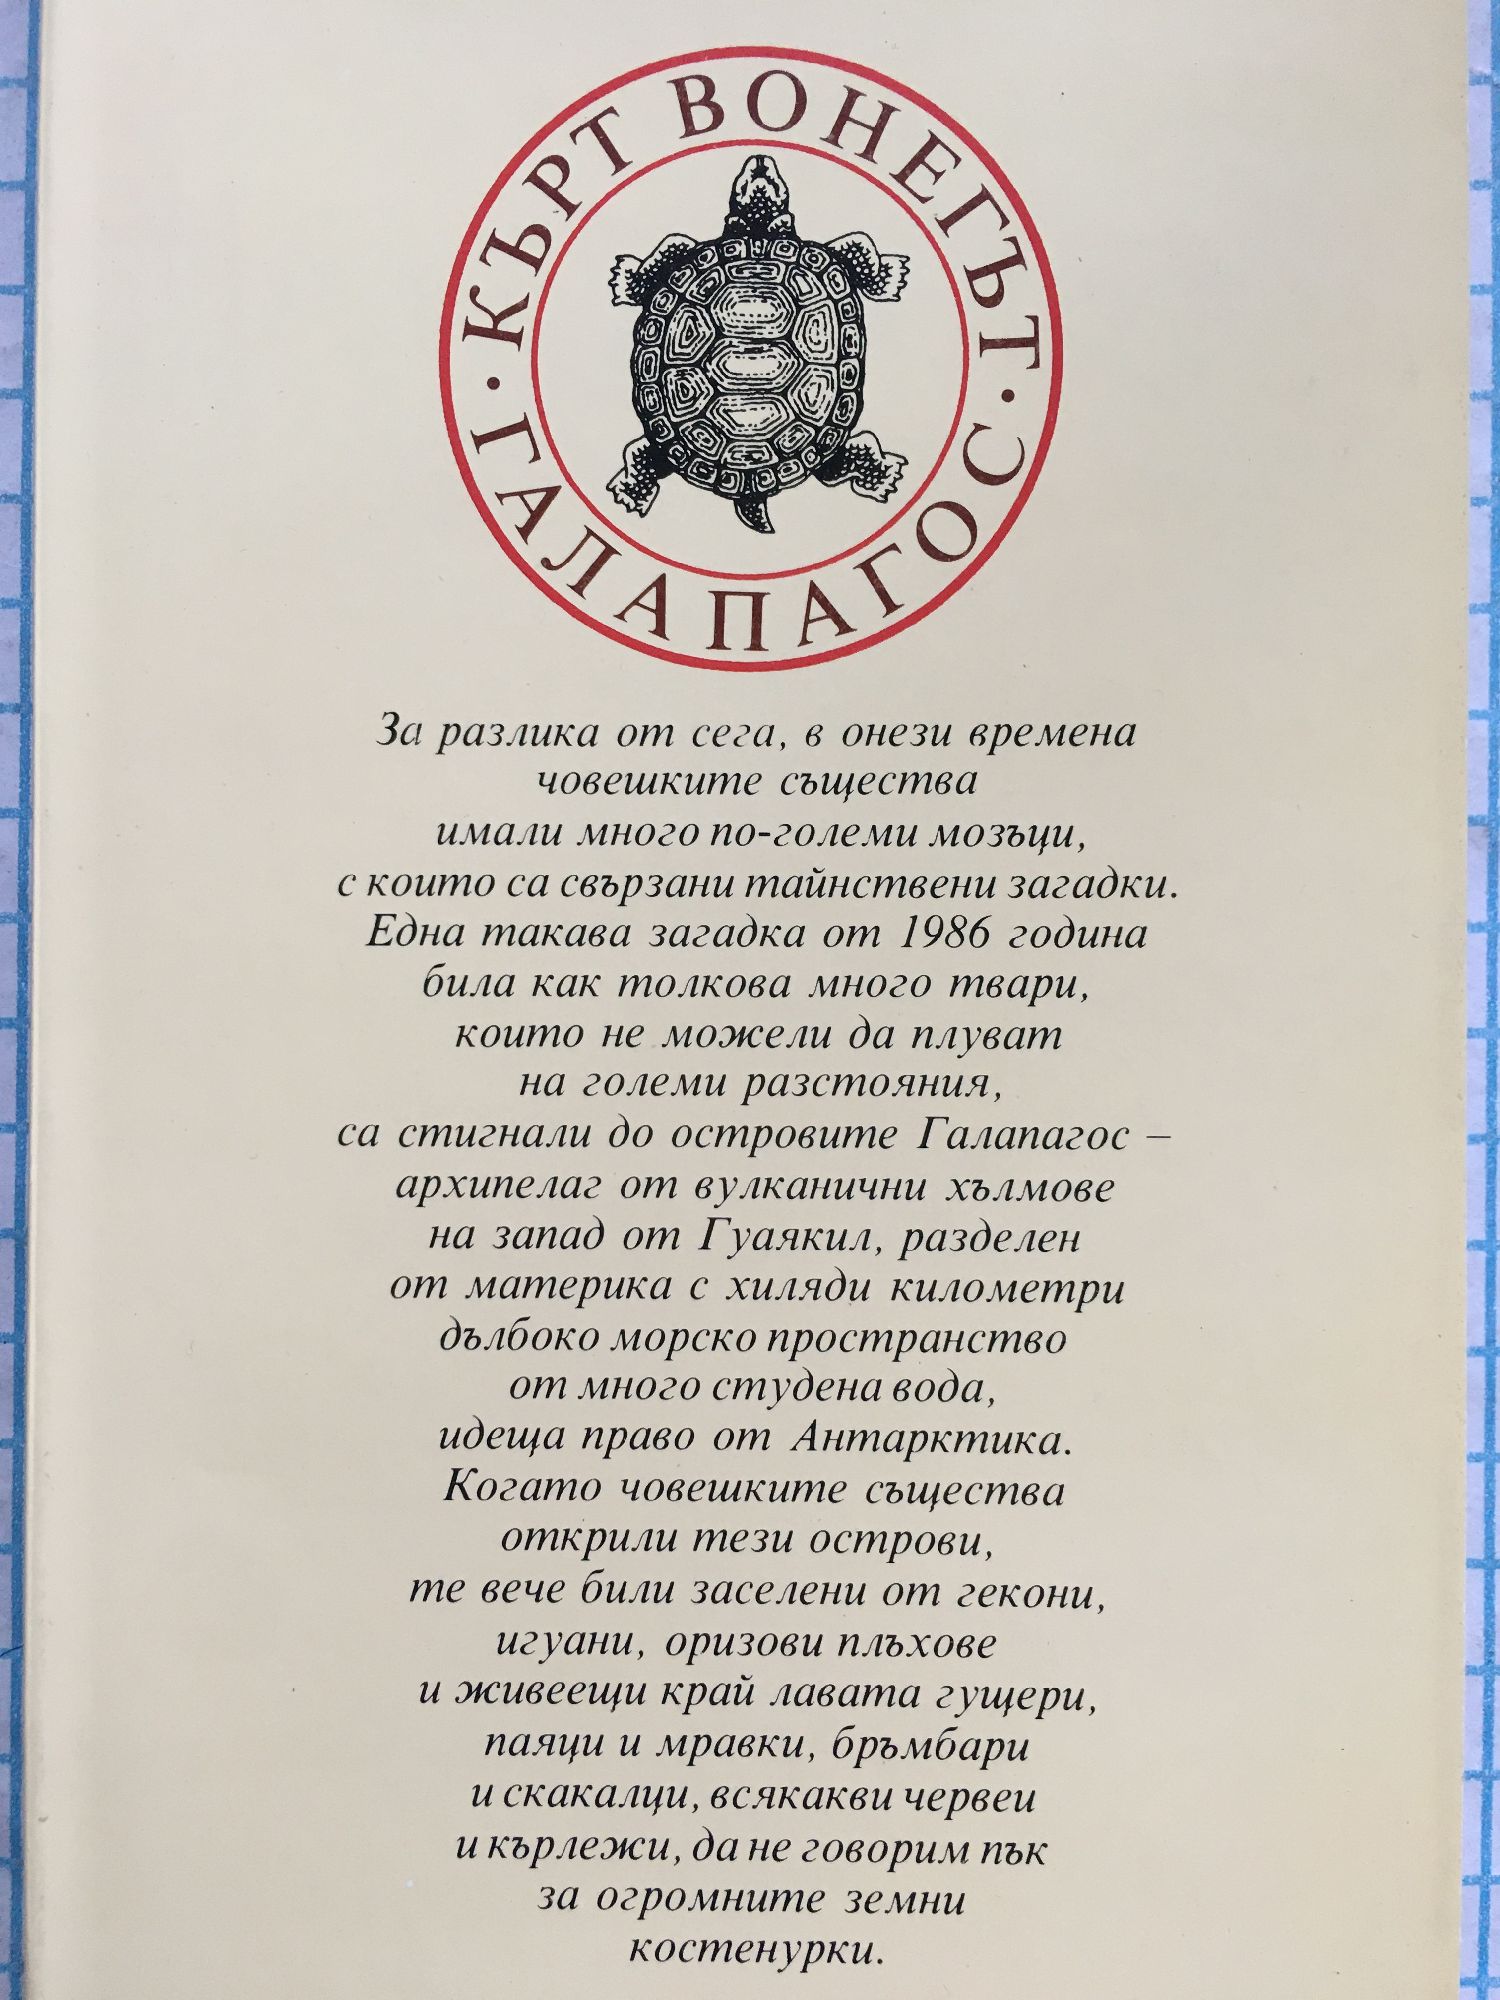 КЪРТ ВОНЕГЪТ
· ГАЛАПАГОС ·
За разлика от сега, в онези времена
човешките същества
имали много по-големи мозъци,
с които са свързани тайнствени загадки.
Една такава загадка от 1986 година
била как толкова много твари,
които не можели да плуват
на големи разстояния,
са стигнали до островите Галапагос –
архипелаг от вулканични хълмове
на запад от Гуаякил, разделен
от материка с хиляди километри
дълбоко морско пространство
от много студена вода,
идеща право от Антарктика.
Когато човешките същества
открили тези острови,
те вече били заселени от гекони,
игуани, оризови плъхове
и живеещи край лавата гущери,
паяци и мравки, бръмбари
и скакалци, всякакви червеи
и кърлежи, да не говорим пък
за огромните земни
костенурки.